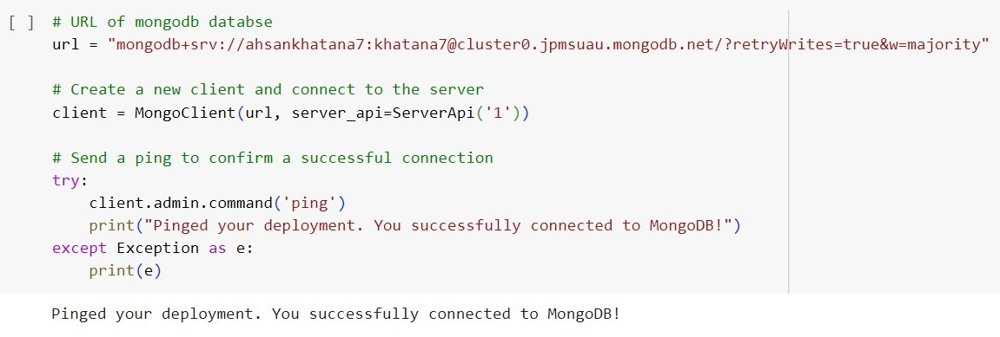 [ ] # URL of mongodb databse
url = "mongodb+srv://ahsankhatana7:khatana7@cluster0.jpmsuau.mongodb.net/?retryWrites=true&w=majority"
# Create a new client and connect to the server
client = MongoClient(url, server_api=ServerApi('1'))
# Send a ping to confirm a successful connection
try:
    client.admin.command('ping')
    print("Pinged your deployment. You successfully connected to MongoDB!")
except Exception as e:
    print(e)
Pinged your deployment. You successfully connected to MongoDB!